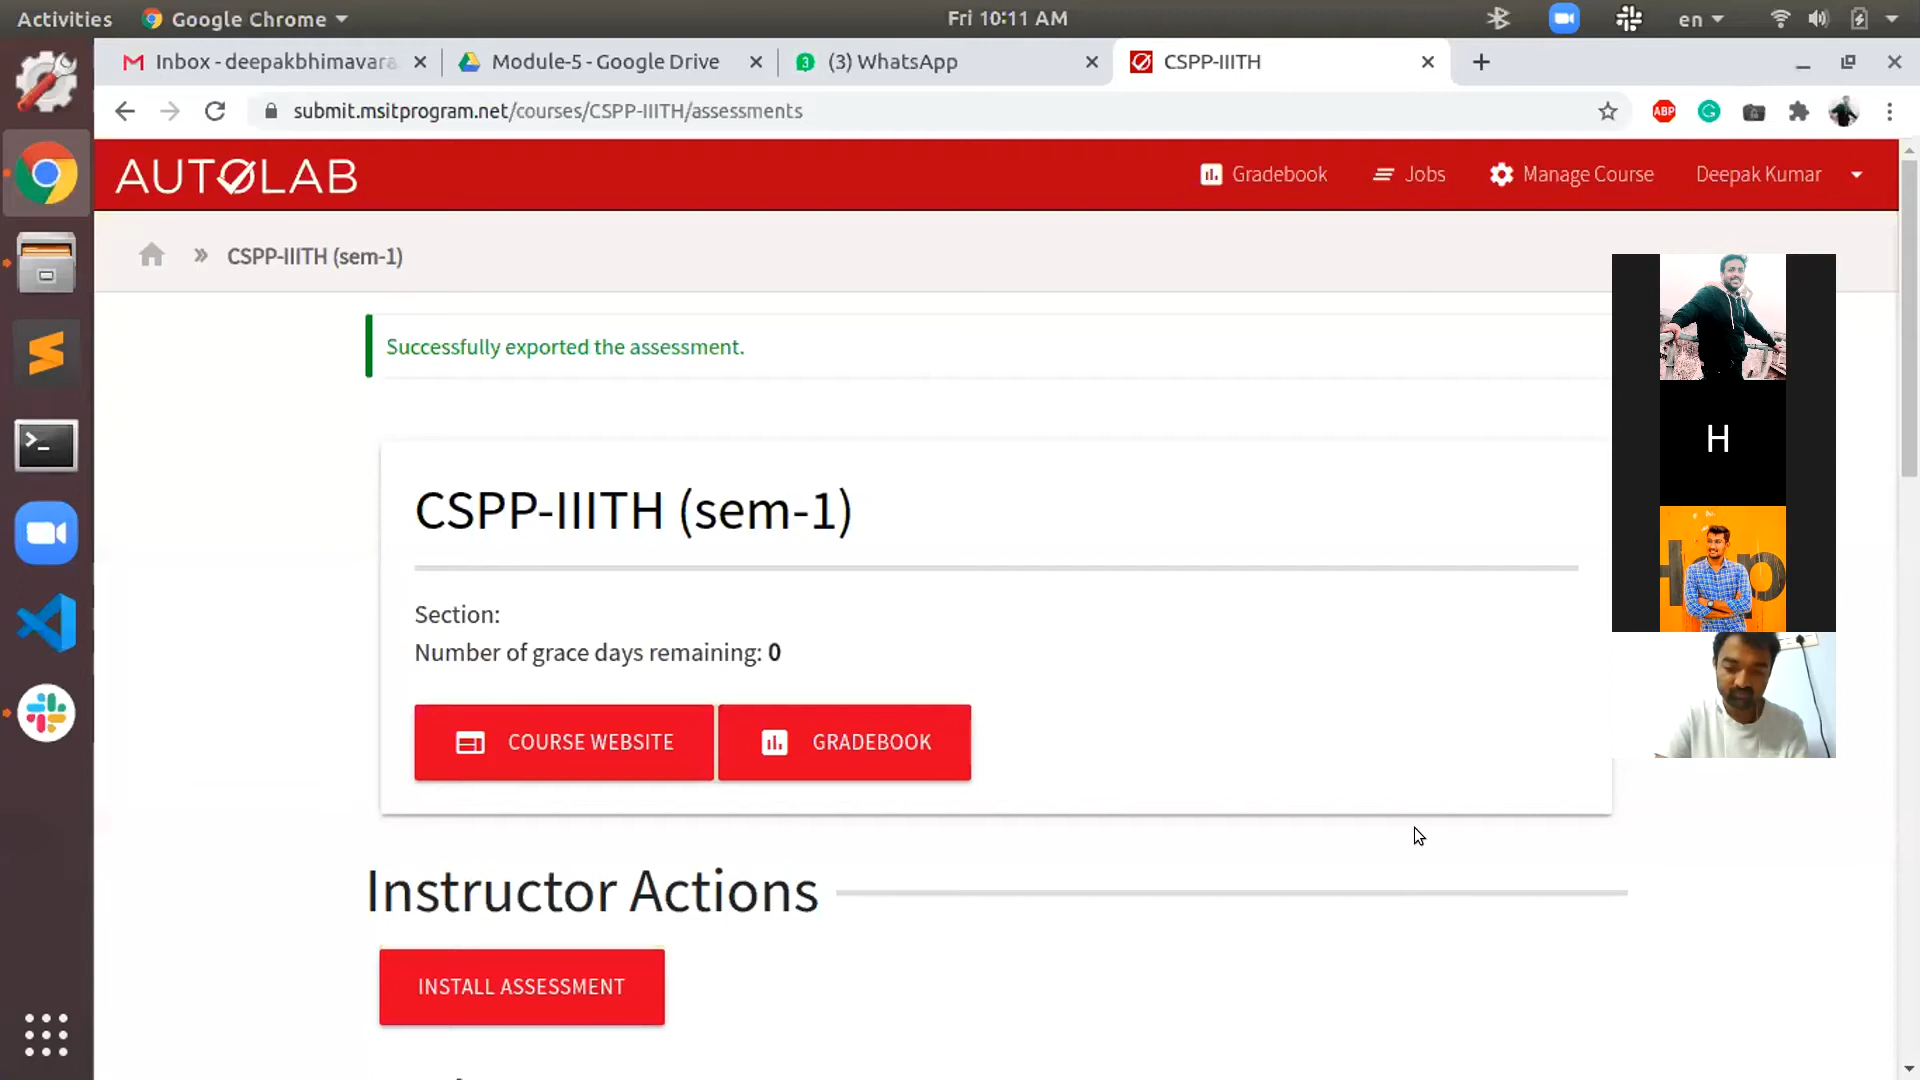 Activities Google Chrome Fri 10:11 AM en
Inbox - deepakbhimavara Module-5 - Google Drive 3 (3) WhatsApp CSPP-IIITH
submit.msitprogram.net/courses/CSPP-IIITH/assessments ABP
AUTOLAB Gradebook Jobs Manage Course Deepak Kumar
» CSPP-IIITH (sem-1)
Successfully exported the assessment.
H
CSPP-IIITH (sem-1)
Section:
Number of grace days remaining: 0
COURSE WEBSITE GRADEBOOK
Instructor Actions
INSTALL ASSESSMENT